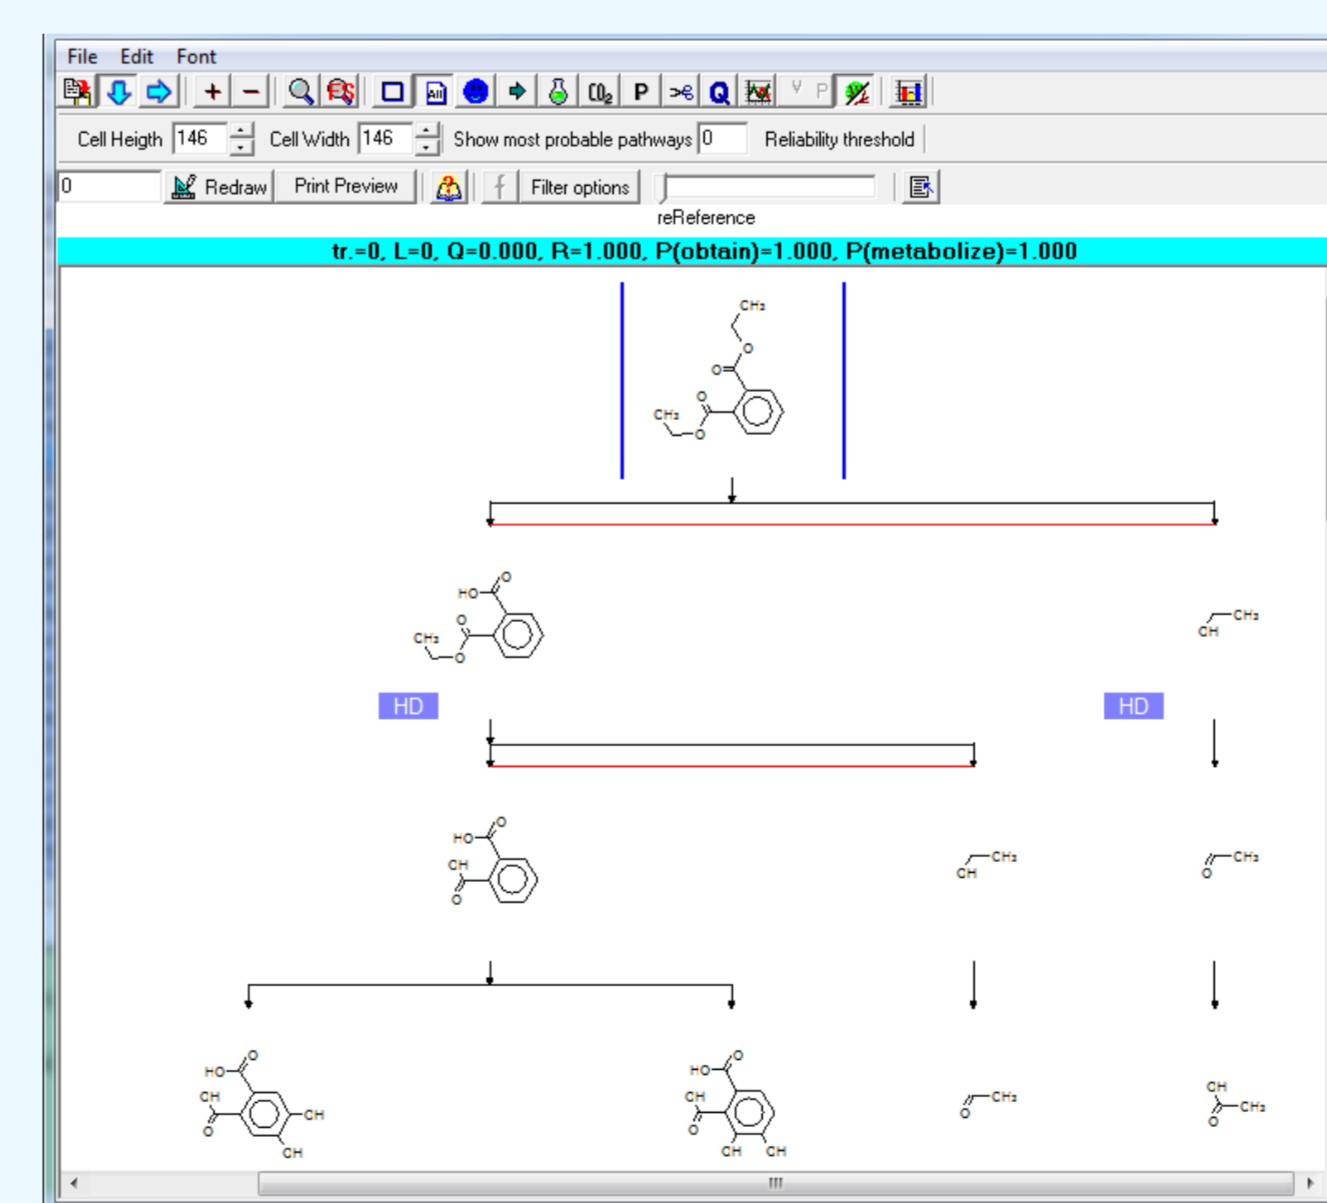 File Edit Font
All CO2 P Q Y P
Cell Heigth 146 Cell Width 146 Show most probable pathways 0 Reliability threshold
0 Redraw Print Preview f Filter options
reReference
tr.=0, L=0, Q=0.000, R=1.000, P(obtain)=1.000, P(metabolize)=1.000
CH3
O
O
O
CH3
O
O
HO
O
CH3
O
CH3
CH
HD HD
O
HO
CH
O
CH3
CH
CH3
O
O
HO
CH
O
CH
CH
O
HO
CH
O
CH CH
CH3
O
CH
CH3
O